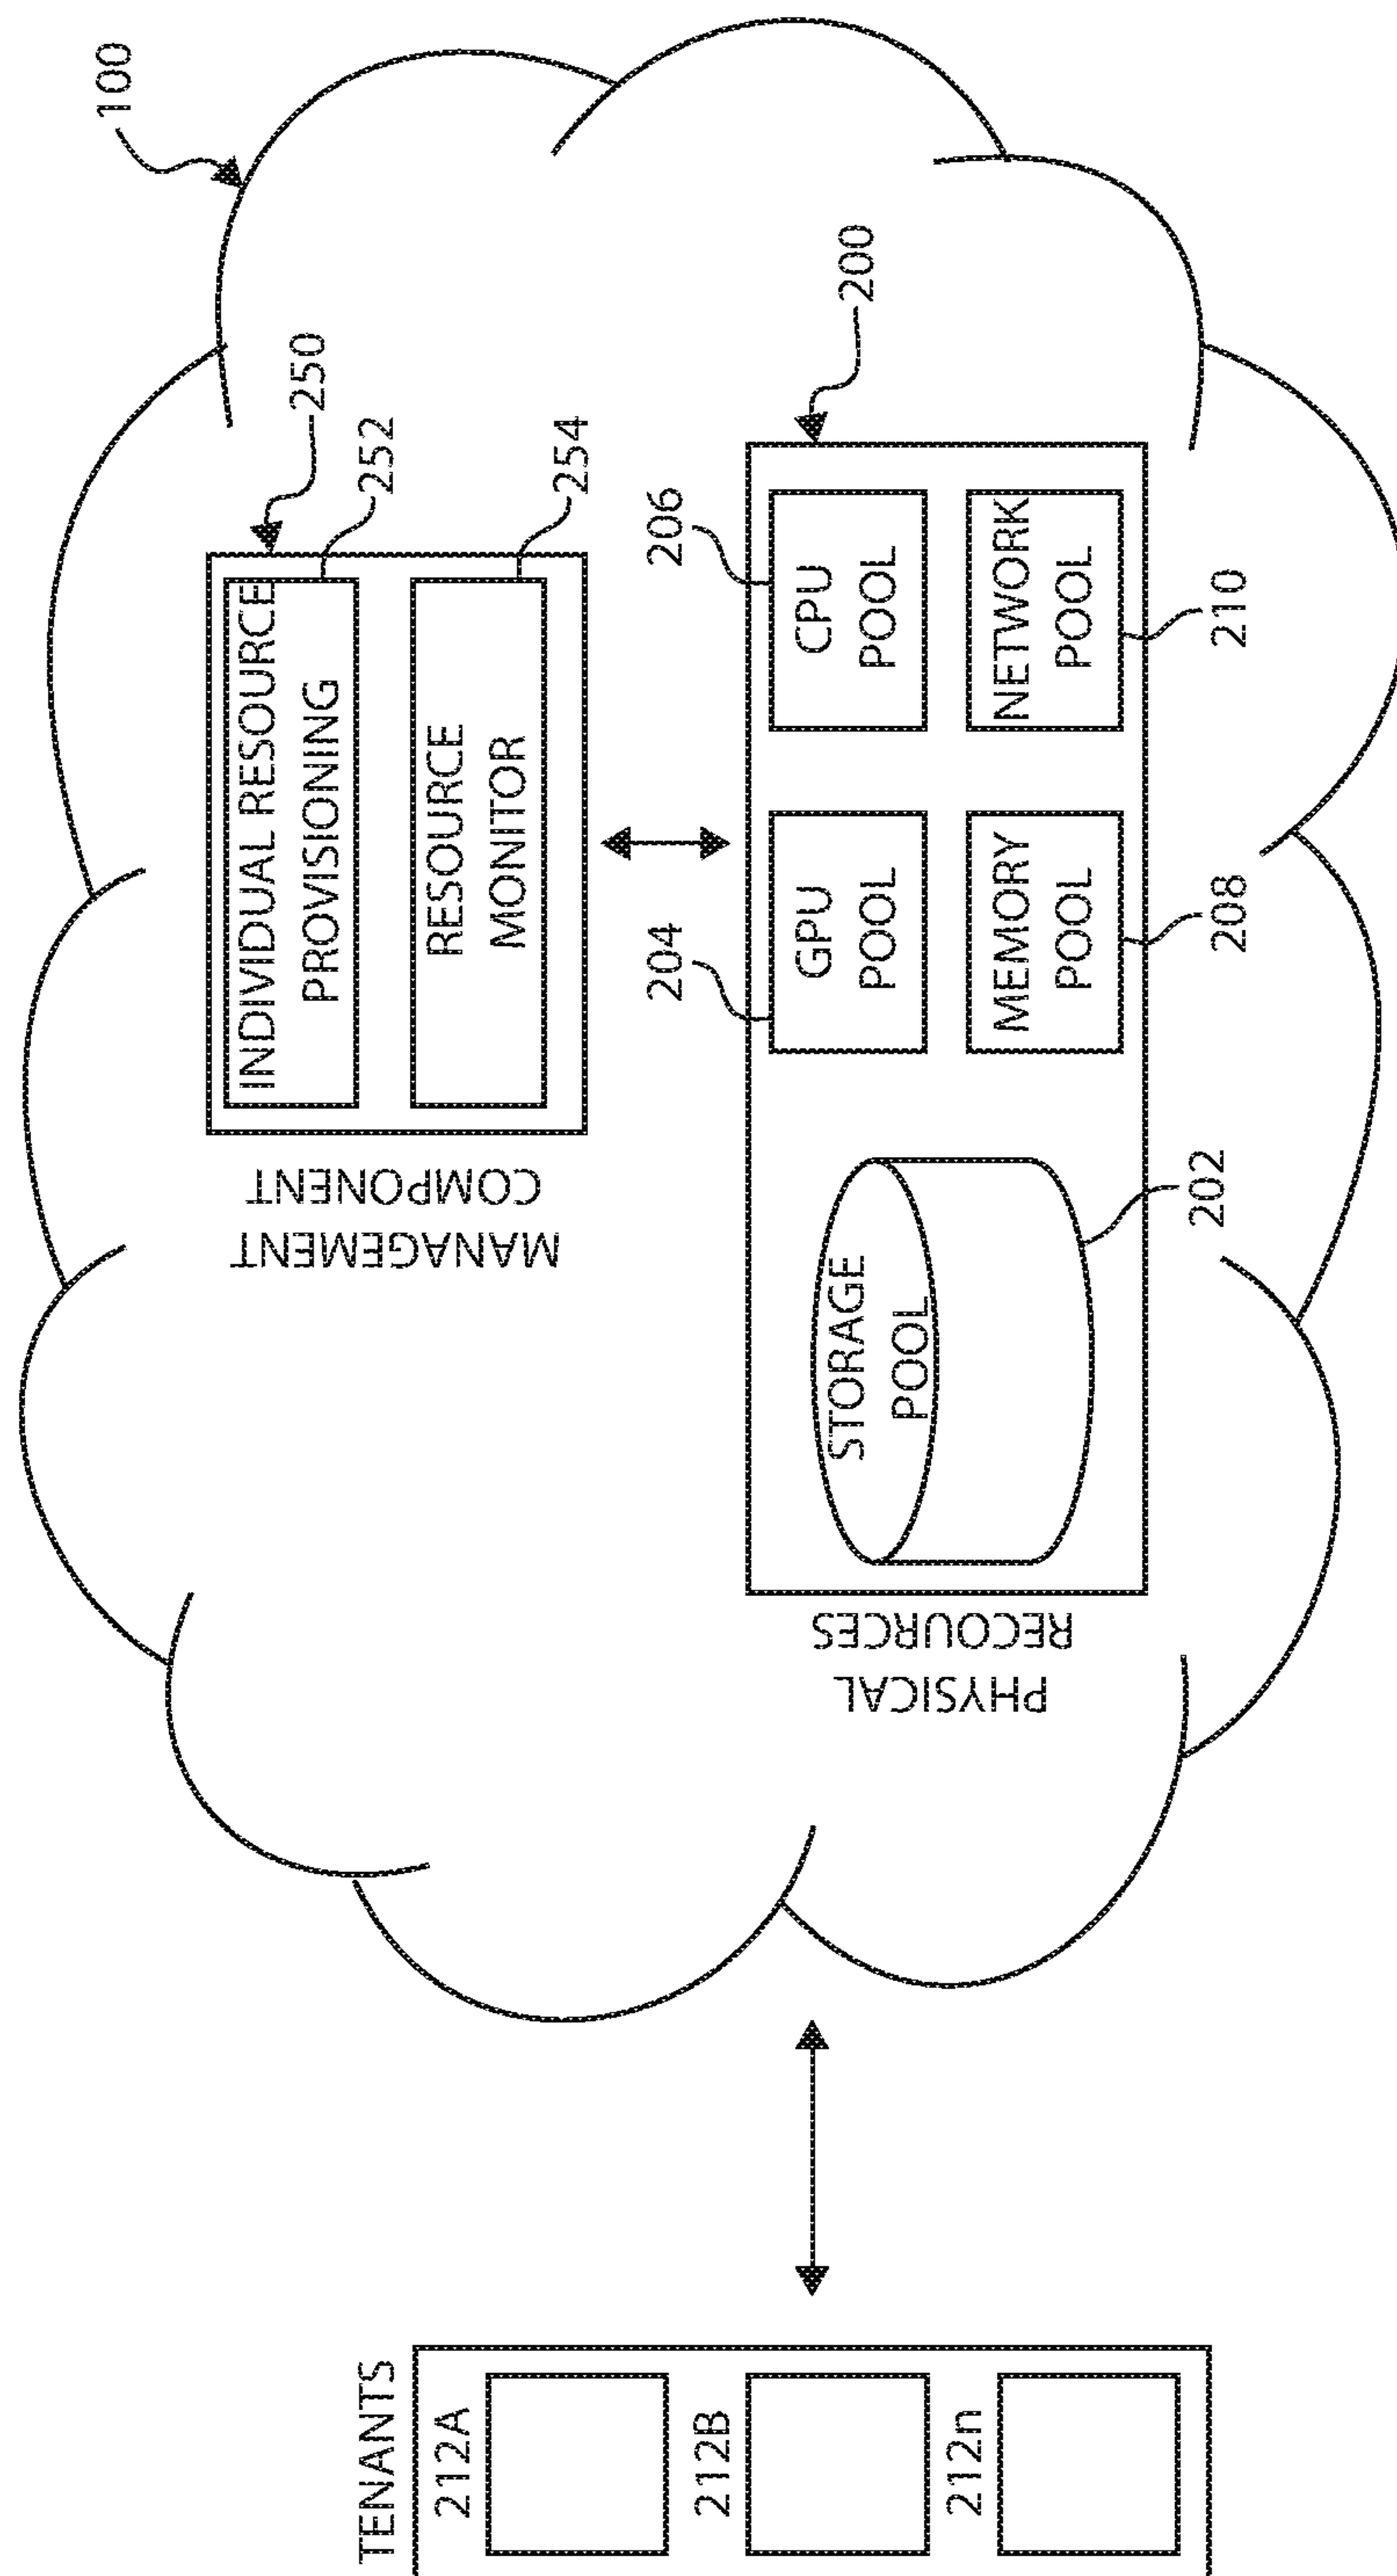 100
250
INDIVIDUAL RESOURCE
PROVISIONING
252
RESOURCE
MONITOR
254
MANAGEMENT
COMPONENT
200
204
GPU
POOL
206
CPU
POOL
STORAGE
POOL
202
MEMORY
POOL
208
NETWORK
POOL
210
PHYSICAL
RECOURCES
TENANTS
212A
212B
212n